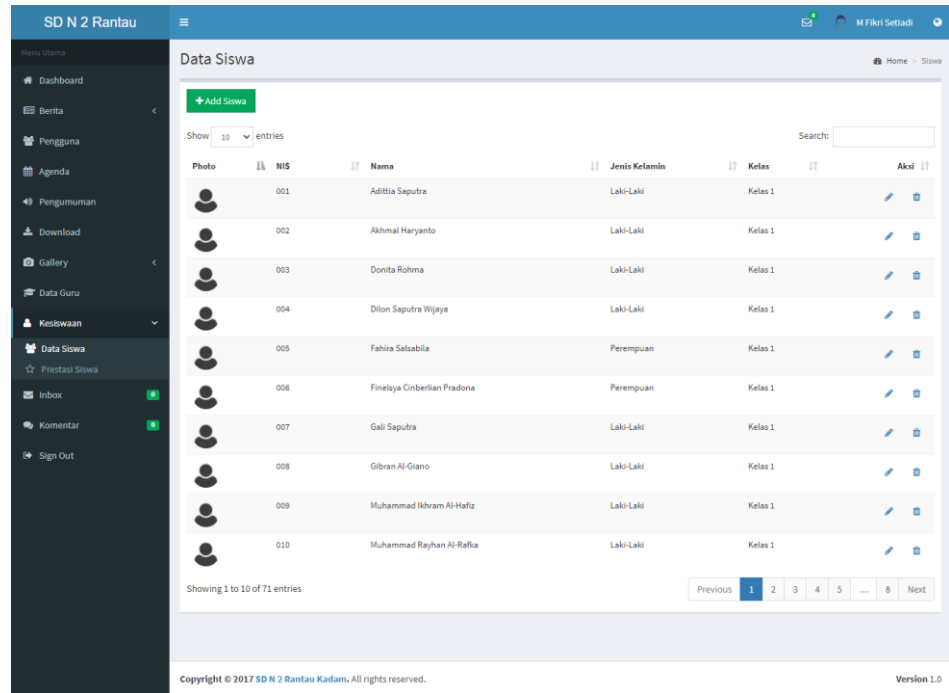 SD N 2 Rantau
0
M Fikri Setiadi
Menu Utama
Dashboard
Berita
Pengguna
Agenda
Pengumuman
Download
Gallery
Data Guru
Kesiswaan
Data Siswa
Prestasi Siswa
Inbox 0
Komentar 0
Sign Out
Data Siswa
Home > Siswa
+Add Siswa
Show 10 entries Search:
Photo NIS Nama Jenis Kelamin Kelas Aksi
001 Adittia Saputra Laki-Laki Kelas 1
002 Akhmal Haryanto Laki-Laki Kelas 1
003 Donita Rohma Laki-Laki Kelas 1
004 Dilon Saputra Wijaya Laki-Laki Kelas 1
005 Fahira Salsabila Perempuan Kelas 1
006 Finelsya Cinberlian Pradona Perempuan Kelas 1
007 Gali Saputra Laki-Laki Kelas 1
008 Gibran Al-Giano Laki-Laki Kelas 1
009 Muhammad Ikhram Al-Hafiz Laki-Laki Kelas 1
010 Muhammad Rayhan Al-Rafka Laki-Laki Kelas 1
Showing 1 to 10 of 71 entries Previous 1 2 3 4 5 ... 8 Next
Copyright © 2017 SD N 2 Rantau Kadam. All rights reserved. Version 1.0